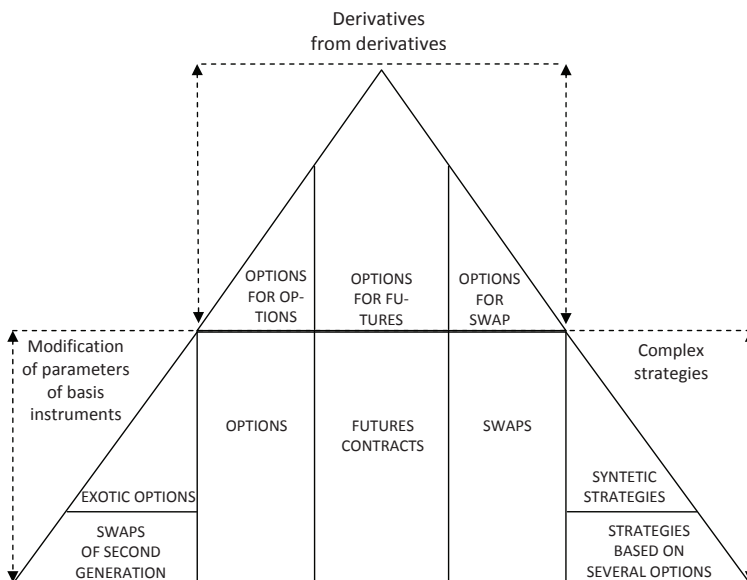 Derivatives
from derivatives
OPTIONS
FOR OP-
TIONS
OPTIONS
FOR FU-
TURES
OPTIONS
FOR
SWAP
Modification
of parameters
of basis
instruments
Complex
strategies
OPTIONS
FUTURES
CONTRACTS
SWAPS
EXOTIC OPTIONS
SYNTETIC
STRATEGIES
SWAPS
OF SECOND
GENERATION
STRATEGIES
BASED ON
SEVERAL OPTIONS